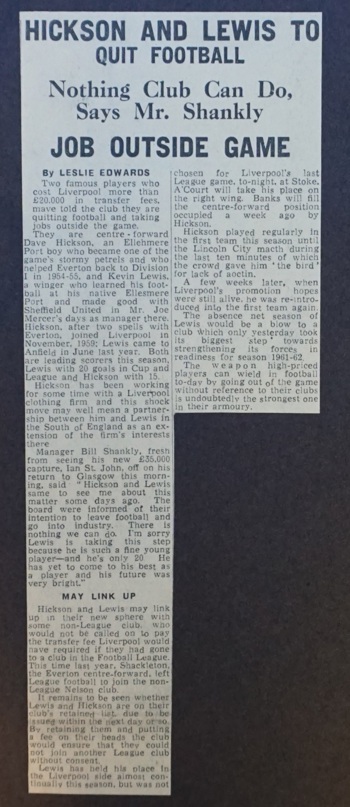 HICKSON AND LEWIS TO
QUIT FOOTBALL
Nothing Club Can Do,
Says Mr. Shankly
JOB OUTSIDE GAME
By LESLIE EDWARDS
Two famous players who
cost Liverpool more than
£20,000 in transfer fees,
mave told the club they are
quitting football and taking
jobs outside the game.
They are centre-forward
Dave Hickson, an Ellehmere
Port boy who became one of the
game's stormy petrels and who
helped Everton back to Division
I in 1954-55, and Kevin Lewis,
a winger who learned his foot-
ball at his native Ellesmere
Port and made good with
Sheffield United in Mr. Joe
Mercer's days as manager there.
Hickson, after two spells with
Everton, joined Liverpool in
November, 1959; Lewis came to
Anfield in June last year. Both
are leading scorers this season,
Lewis with 20 goals in Cup and
League and Hickson with 15.
Hickson has been working
for some time with a Liverpool
clothing firm and this shock
move may well mean a partner-
ship between him and Lewis in
the South of England as an ex-
tension of the firm's interests
there
Manager Bill Shankly, fresh
from seeing his new £35,000
capture, Ian St. John, off on his
return to Glasgow this morn-
ing, said "Hickson and Lewis
same to see me about this
matter some days ago. The
board were informed of their
intention to leave football and
go into industry. There is
nothing we can do. I'm sorry
Lewis is taking this step
because he is such a fine young
player—and he's only 20. He
has yet to come to his best as
a player and his future was
very bright."
MAY LINK UP
Hickson and Lewis may link
up in their new sphere with
some non-League club who
would not be called on to pay
the transfer fee Liverpool would
have required if they had gone
to a club in the Football League.
This time last year, Shackleton,
the Everton centre-forward, left
League football to join the non-
League Nelson club.
It remains to be seen whether
Lewis and Hickson are on their
club's retained list, due to be
issued within the next day or so.
By retaining them and putting
a fee on their heads the club
would ensure that they could
not join another League club
without consent.
Lewis has held his place in
the Liverpool side almost con-
tinually this season, but was not
chosen for Liverpool's last
League game, to-night, at Stoke.
A'Court will take his place on
the right wing. Banks will fill
the centre-forward position
occupied a week ago by
Hickson.
Hickson played regularly in
the first team this season until
the Lincoln City macth during
the last ten minutes of which
the crowd gave him 'the bird'
for lack of aoctin.
A few weeks later, when
Liverpool's promotion hopes
were still alive, he was re-intro-
duced into the first team again.
The absence net season of
Lewis would be a blow to a
club which only yesterday took
its biggest step towards
strengthening its forces in
readiness for season 1961-62.
The weapon high-priced
players can wield in football
to-day by going out of the game
without reference to their clubs
is undoubtedly the strongest one
in their armoury.